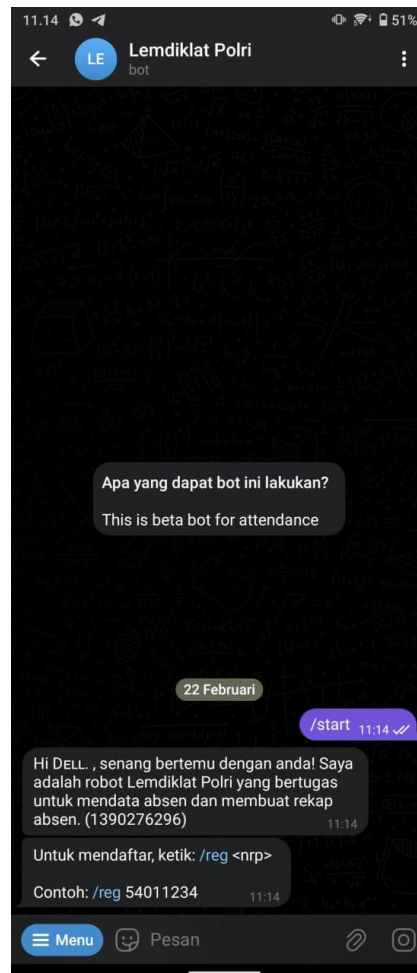 11.14
51%
LE
Lemdiklat Polri
bot
Apa yang dapat bot ini lakukan?
This is beta bot for attendance
22 Februari
/start 11:14
Hi DELL. , senang bertemu dengan anda! Saya
adalah robot Lemdiklat Polri yang bertugas
untuk mendata absen dan membuat rekap
absen. (1390276296) 11:14
Untuk mendaftar, ketik: /reg <nrp>
Contoh: /reg 54011234 11:14
Menu
Pesan